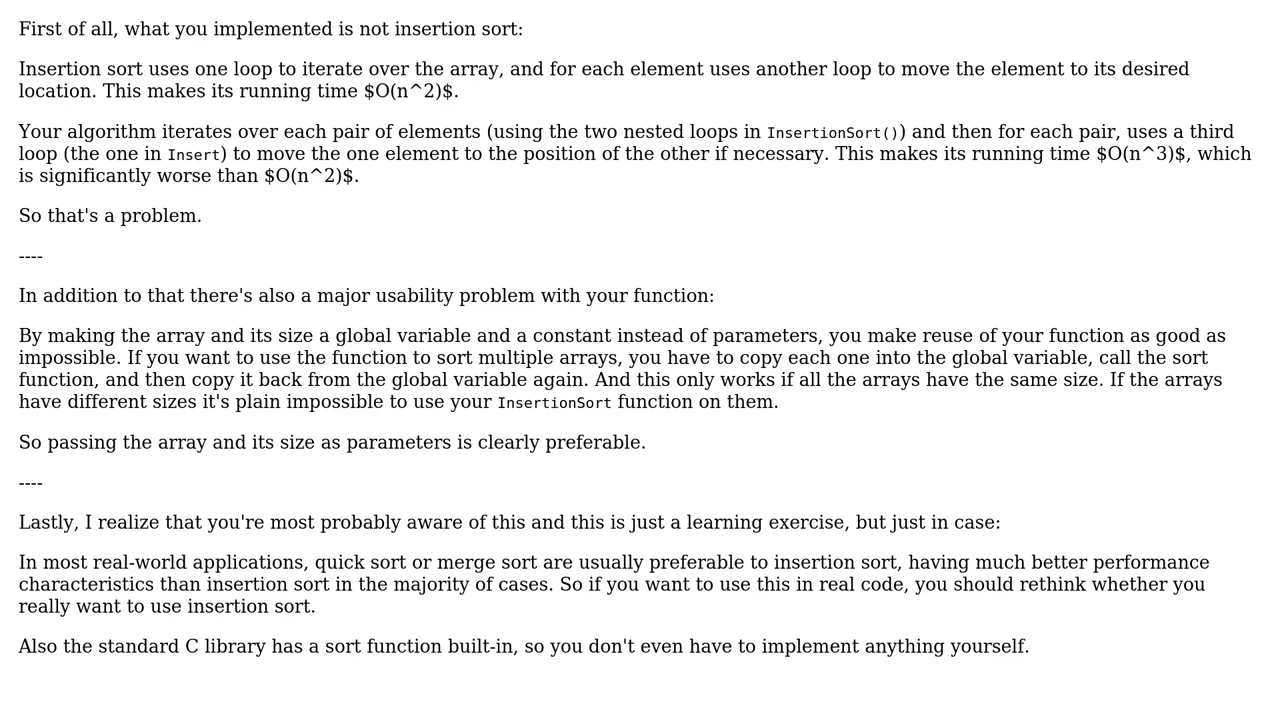 First of all, what you implemented is not insertion sort:
Insertion sort uses one loop to iterate over the array, and for each element uses another loop to move the element to its desired
location. This makes its running time $O(n^2)$.
Your algorithm iterates over each pair of elements (using the two nested loops in InsertionSort()) and then for each pair, uses a third
loop (the one in Insert) to move the one element to the position of the other if necessary. This makes its running time $O(n^3)$, which
is significantly worse than $O(n^2)$.
So that's a problem.
----
In addition to that there's also a major usability problem with your function:
By making the array and its size a global variable and a constant instead of parameters, you make reuse of your function as good as
impossible. If you want to use the function to sort multiple arrays, you have to copy each one into the global variable, call the sort
function, and then copy it back from the global variable again. And this only works if all the arrays have the same size. If the arrays
have different sizes it's plain impossible to use your InsertionSort function on them.
So passing the array and its size as parameters is clearly preferable.
----
Lastly, I realize that you're most probably aware of this and this is just a learning exercise, but just in case:
In most real-world applications, quick sort or merge sort are usually preferable to insertion sort, having much better performance
characteristics than insertion sort in the majority of cases. So if you want to use this in real code, you should rethink whether you
really want to use insertion sort.
Also the standard C library has a sort function built-in, so you don't even have to implement anything yourself.